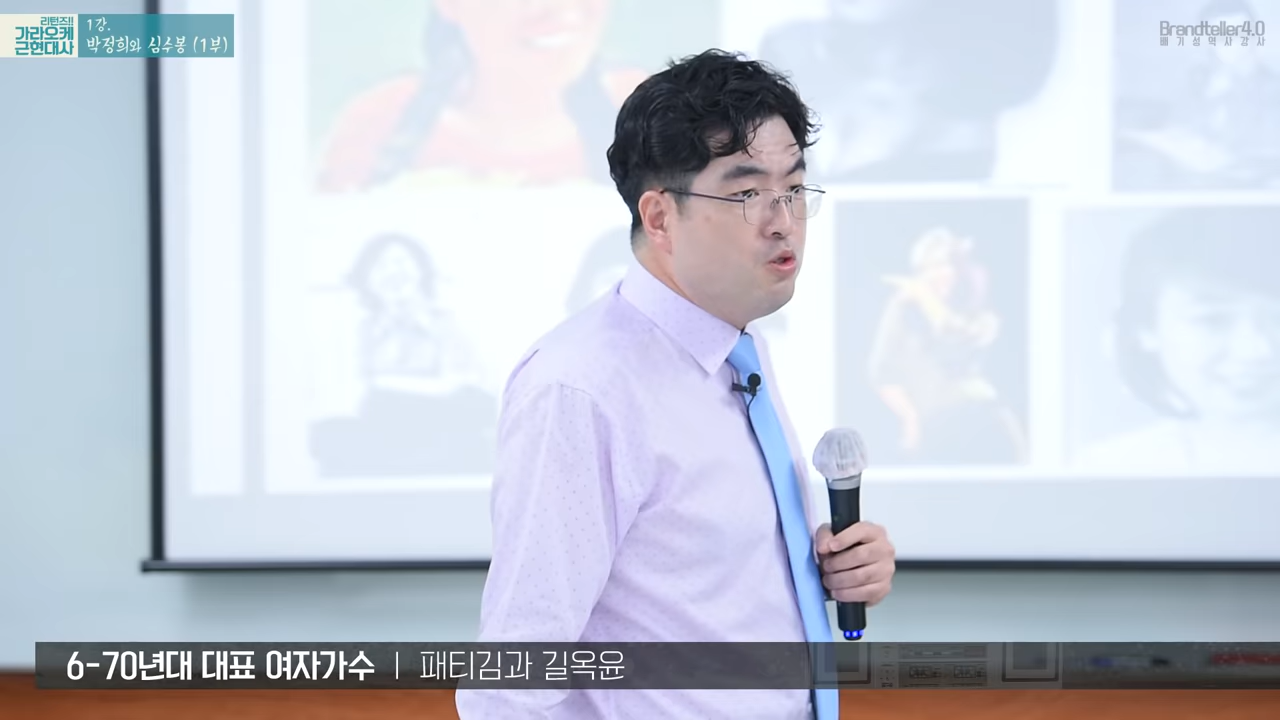 리턴즈!!
가라오케
근현대사
1강.
박정희와 심수봉 (1부)
Brandteller4.0
배기성역사강사
6-70년대 대표 여자가수 | 패티김과 길옥윤